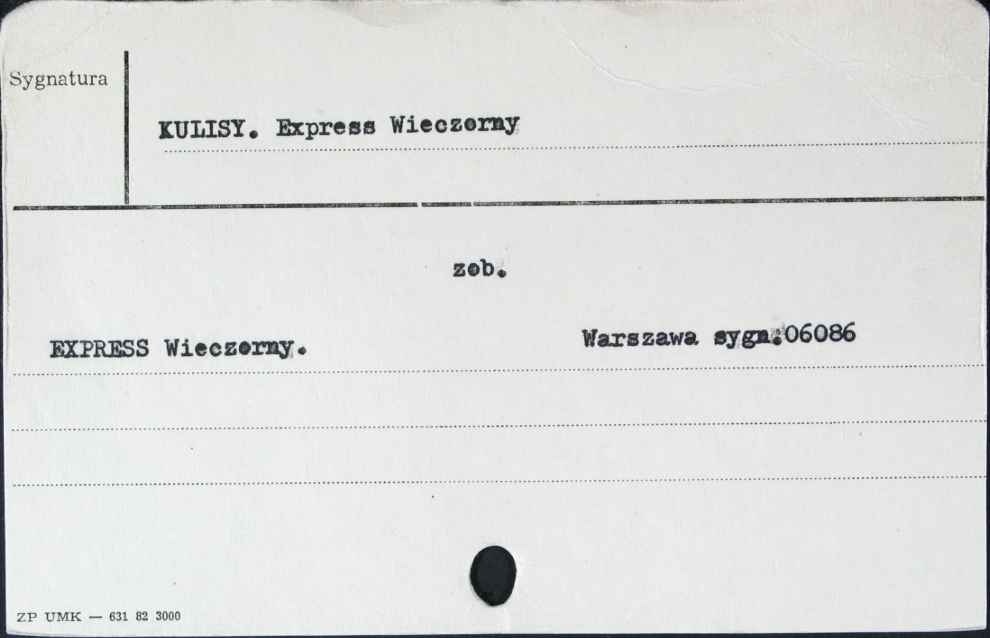 Sygnatura
KULISY. Express Wieczorny
zob.
EXPRESS Wieczorny. Warszawa sygn:06086
ZP UMK — 631 82 3000